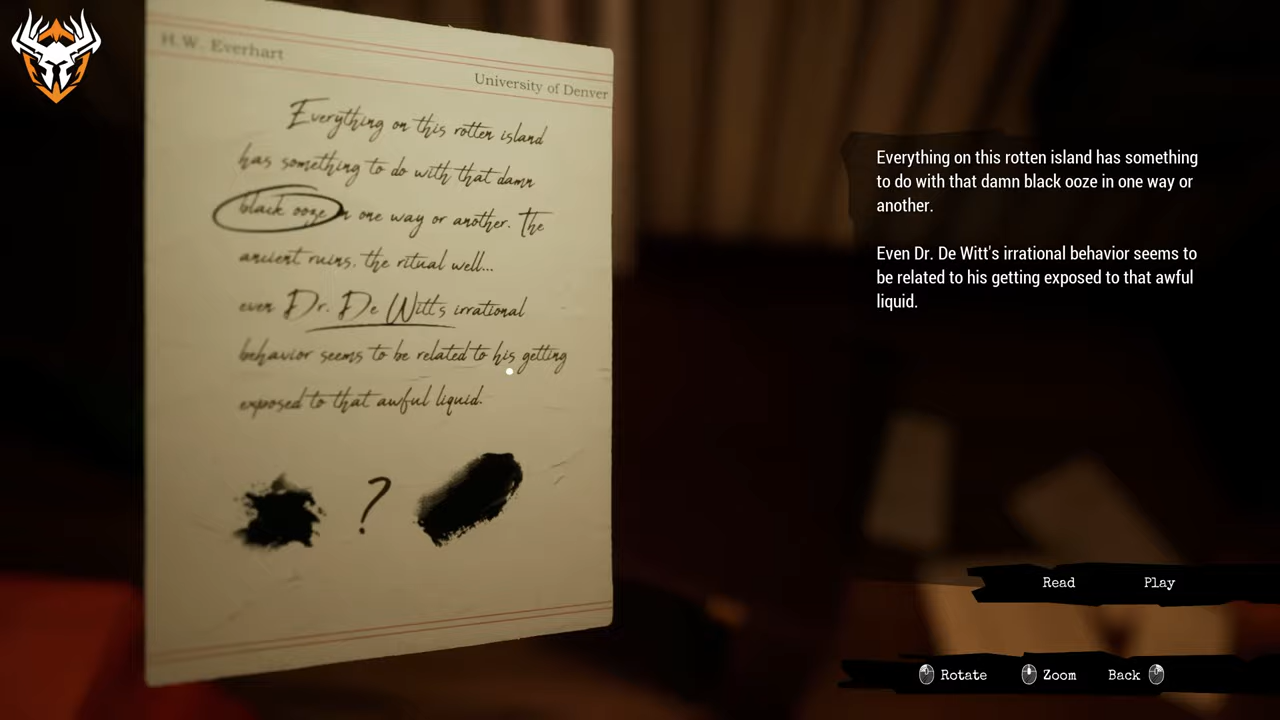 H.W. Everhart
University of Denver
Everything on this rotten island
has something to do with that damn
black ooze in one way or another. The
ancient ruins, the ritual well...
even Dr. De Witt's irrational
behavior seems to be related to his getting
exposed to that awful liquid.
?
Everything on this rotten island has something
to do with that damn black ooze in one way or
another.
Even Dr. De Witt's irrational behavior seems to
be related to his getting exposed to that awful
liquid.
Read Play
Rotate Zoom Back